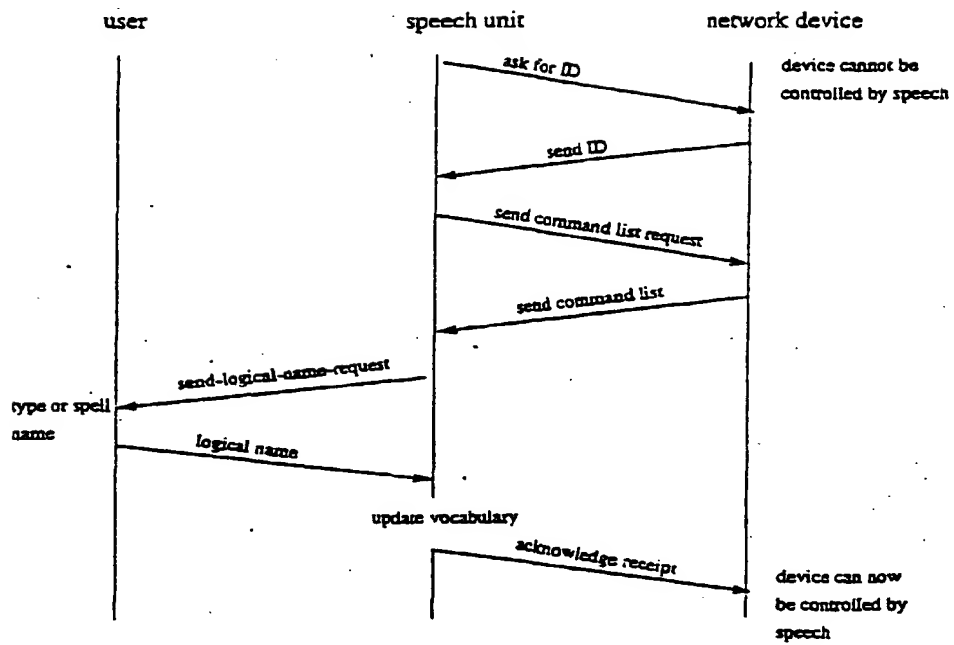 user
speech unit
network device
ask for ID
device cannot be
controlled by speech
send ID
send command list request
send command list
send-logical-name-request
type or spell
name
logical name
update vocabulary
acknowledge receipt
device can now
be controlled by
speech